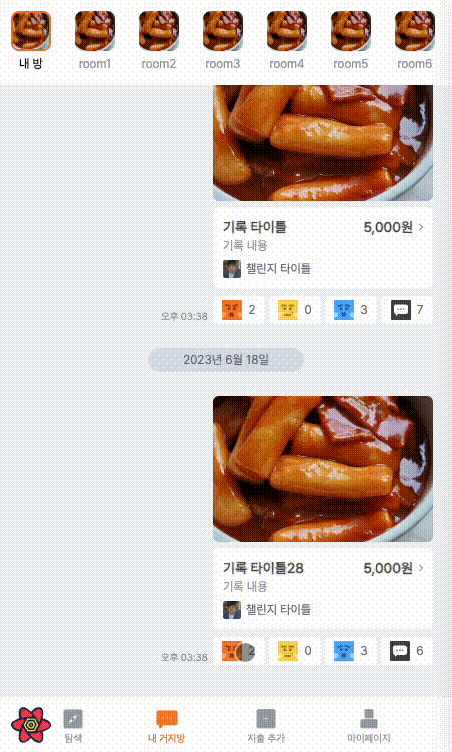 내 방
room1
room2
room3
room4
room5
room6
기록 타이틀
5,000원
기록 내용
챌린지 타이틀
오후 03:38
2
0
3
7
2023년 6월 18일
기록 타이틀28
5,000원
기록 내용
챌린지 타이틀
오후 03:38
2
0
3
6
탐색
내 거지방
지출 추가
마이페이지